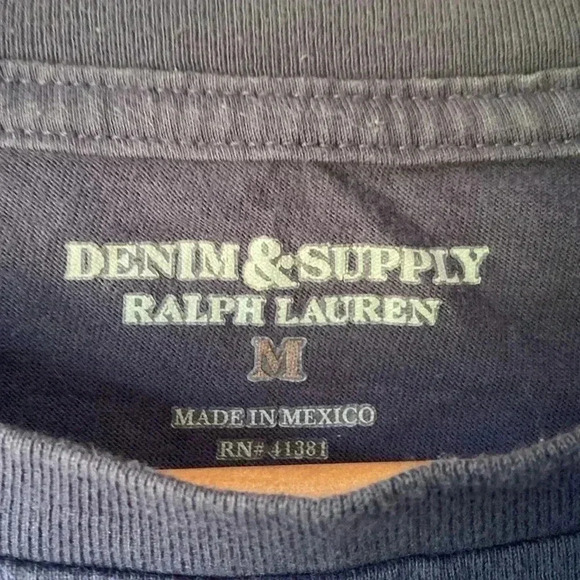 DENIM & SUPPLY
RALPH LAUREN
M
MADE IN MEXICO
RN# 41381